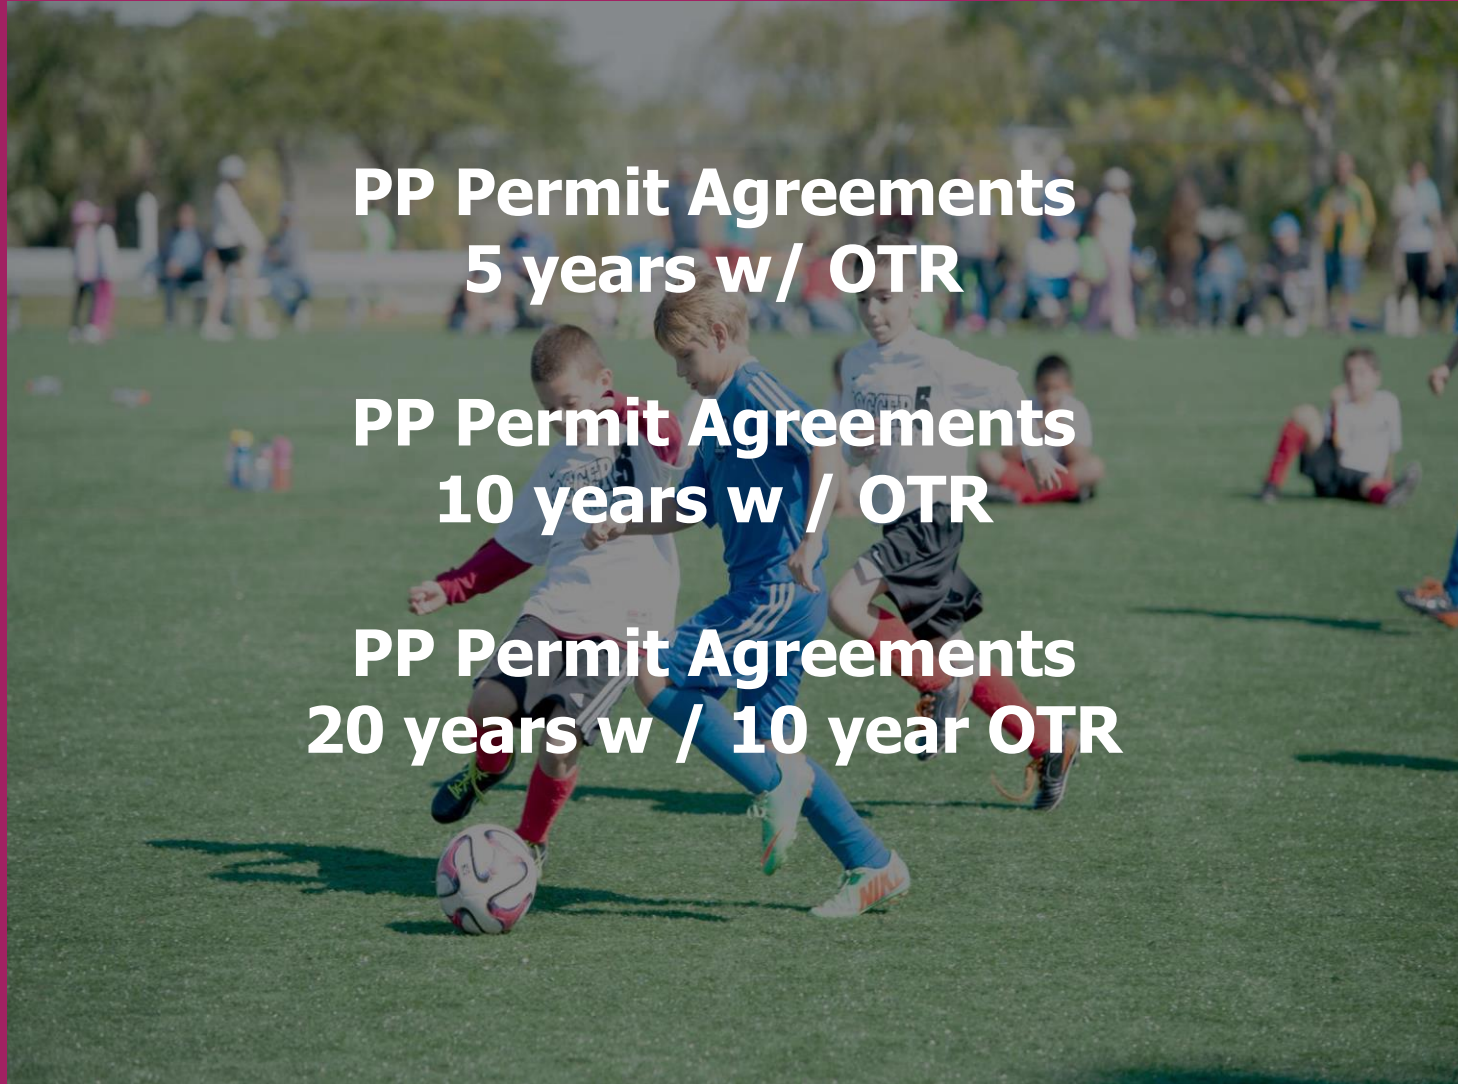 PP Permit Agreements
5 years w/ OTR
PP Permit Agreements
10 years w / OTR
PP Permit Agreements
20 years w / 10 year OTR
NIKE